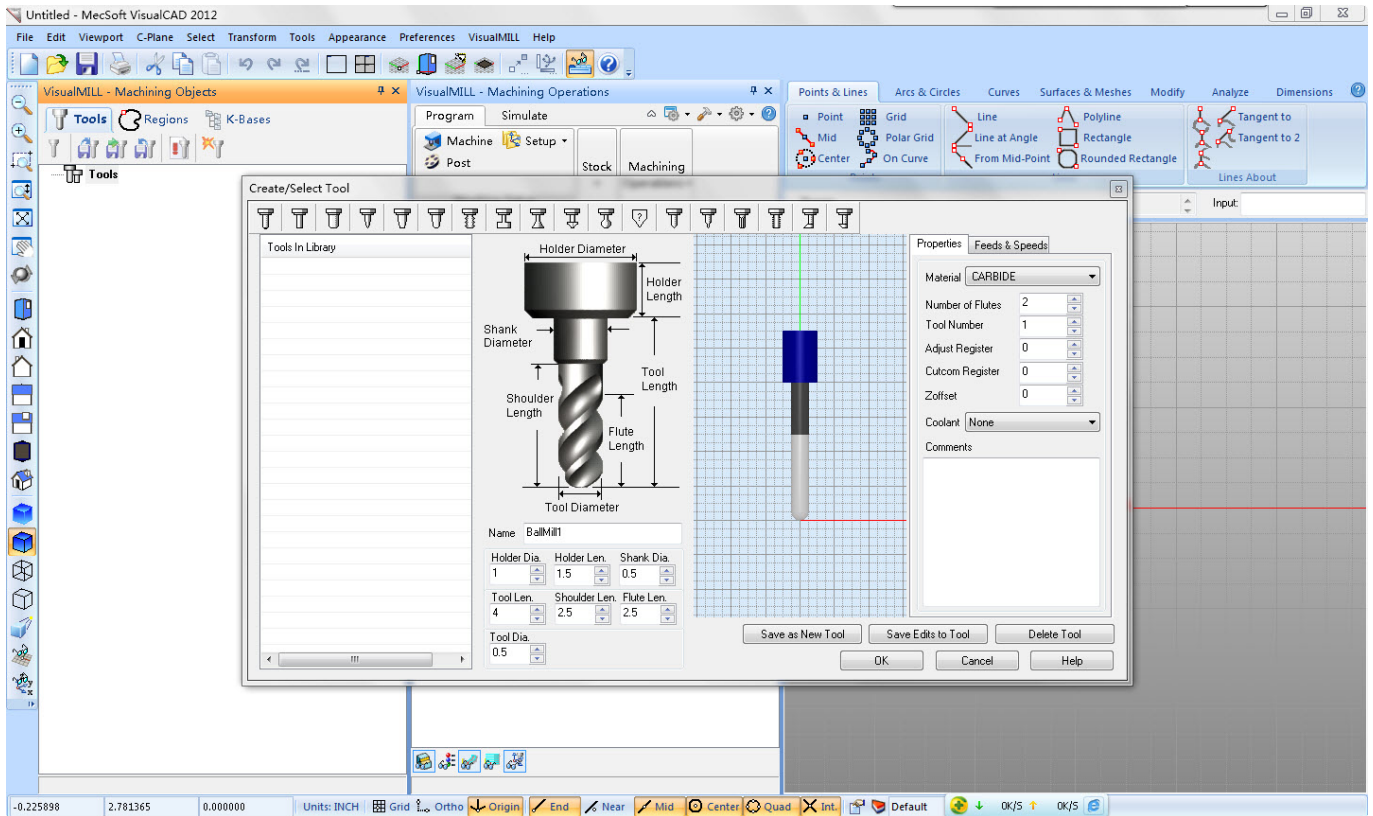 Untitled - MecSoft VisualCAD 2012
File Edit Viewport C-Plane Select Transform Tools Appearance Preferences VisualMILL Help
VisualMILL - Machining Objects
Tools Regions K-Bases
Tools
VisualMILL - Machining Operations
Program Simulate
Machine Setup
Post
Stock Machining
Points & Lines Arcs & Circles Curves Surfaces & Meshes Modify Analyze Dimensions
Point Grid Line Polyline Tangent to
Mid Polar Grid Line at Angle Rectangle Tangent to 2
Center On Curve From Mid-Point Rounded Rectangle
Lines About
Input:
Create/Select Tool
Tools In Library
Holder Diameter
Holder
Length
Shank
Diameter
Tool
Length
Shoulder
Length
Flute
Length
Tool Diameter
Name BallMill1
Holder Dia. Holder Len. Shank Dia.
1 1.5 0.5
Tool Len. Shoulder Len. Flute Len.
4 2.5 2.5
Tool Dia.
0.5
Properties Feeds & Speeds
Material CARBIDE
Number of Flutes 2
Tool Number 1
Adjust Register 0
Cutcom Register 0
Zoffset 0
Coolant None
Comments
Save as New Tool Save Edits to Tool Delete Tool
OK Cancel Help
-0.225898 2.781365 0.000000 Units: INCH Grid Ortho Origin End Near Mid Center Quad Int. Default 0K/S 0K/S